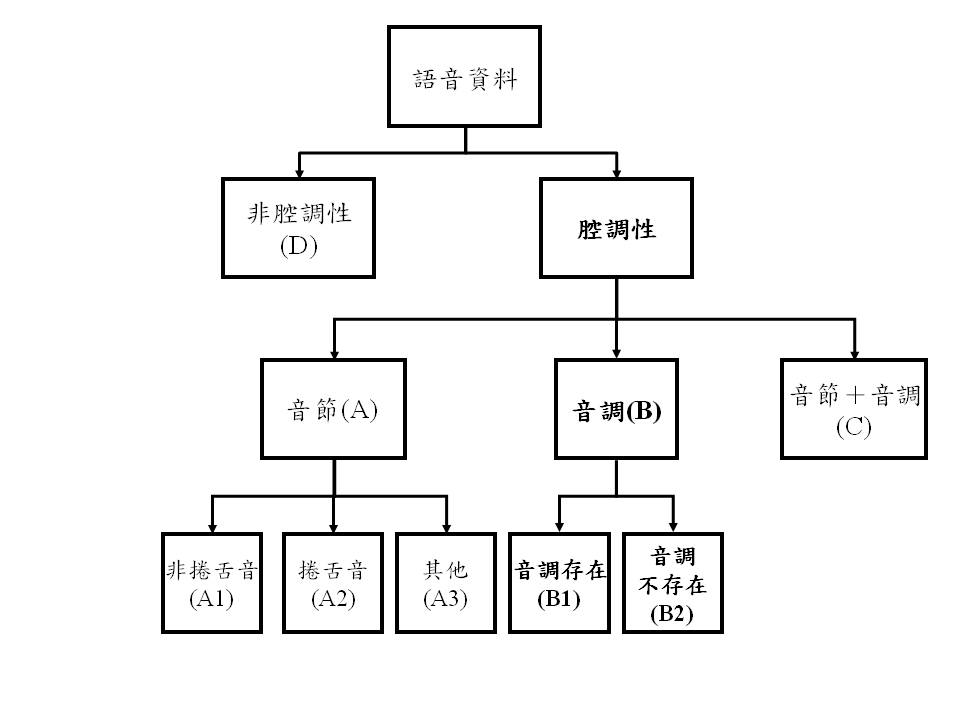 語音資料
非腔調性
(D)
腔調性
音節(A)
音調(B)
音節＋音調
(C)
非捲舌音
(A1)
捲舌音
(A2)
其他
(A3)
音調存在
(B1)
音調
不存在
(B2)